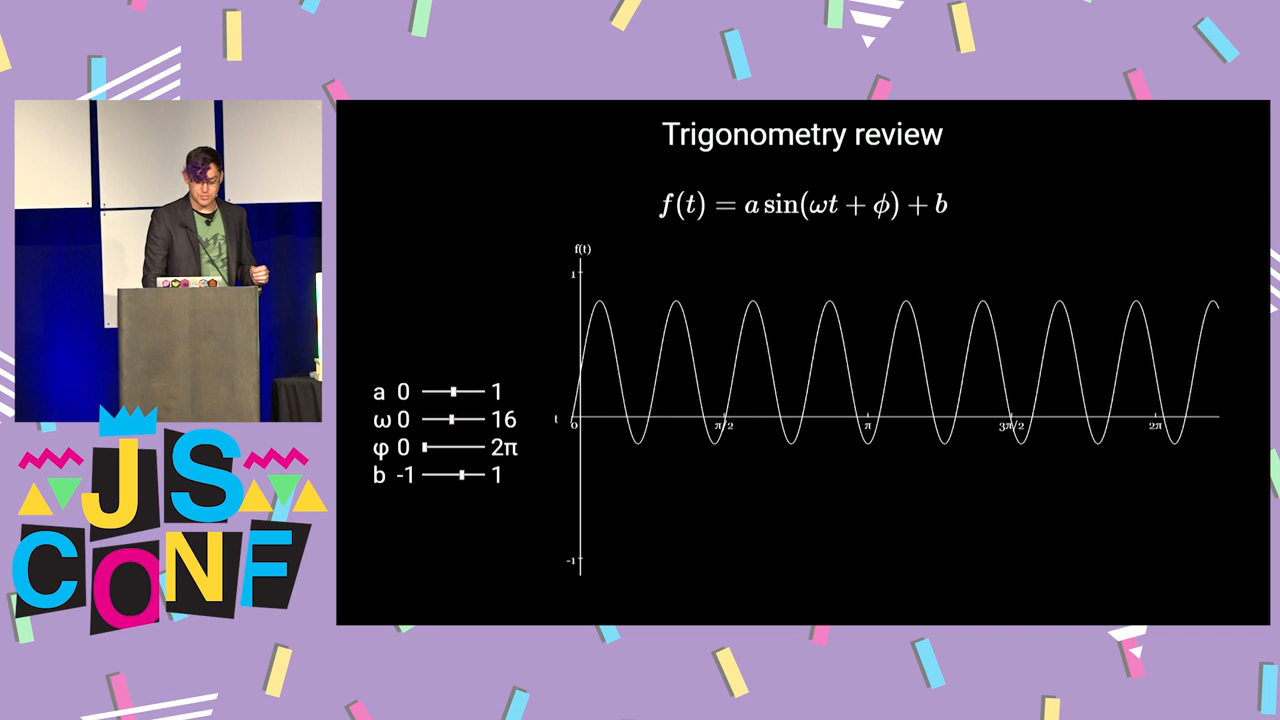 Trigonometry review
f(t) = a sin(ωt + ϕ) + b
f(t)
1
a 0 1
ω 0 16
φ 0 2π
b -1 1
t 0 π/2 π 3π/2 2π
-1
JS
CONF